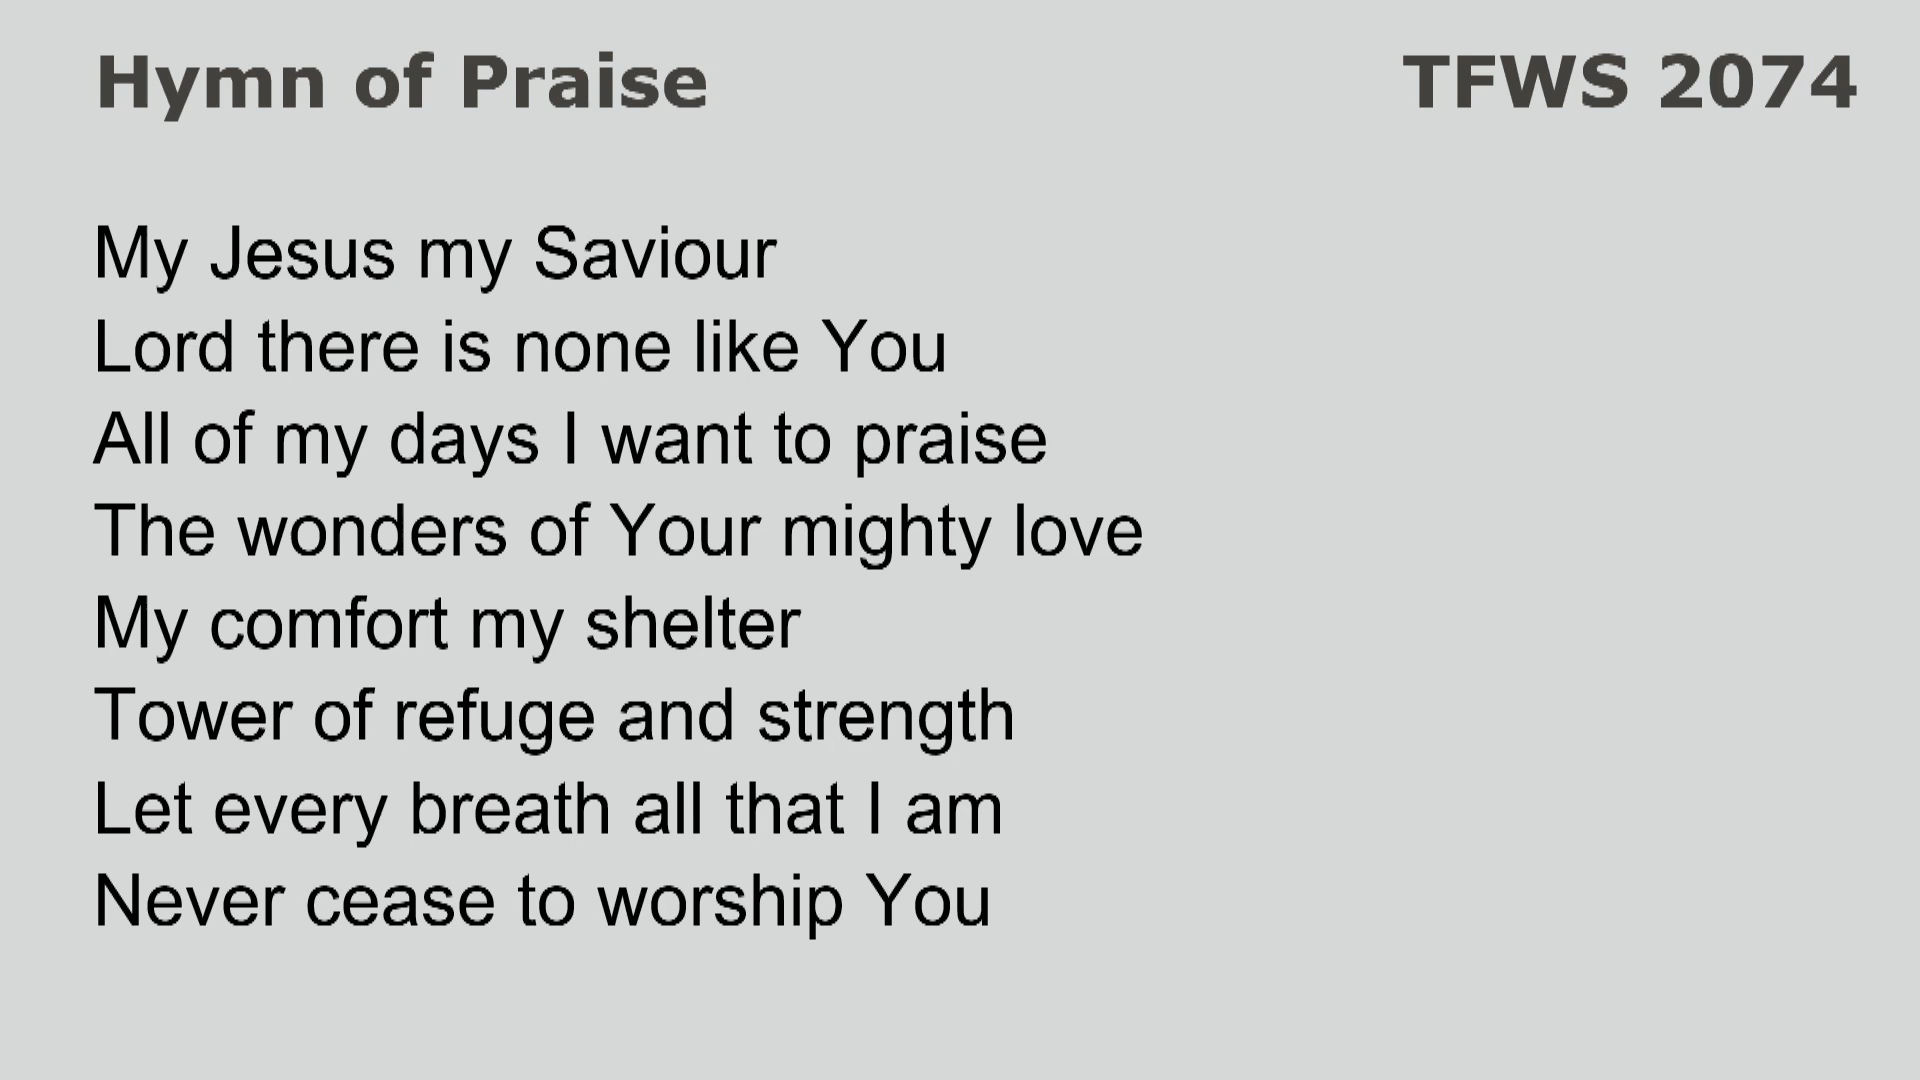 Hymn of Praise TFWS 2074
My Jesus my Saviour
Lord there is none like You
All of my days I want to praise
The wonders of Your mighty love
My comfort my shelter
Tower of refuge and strength
Let every breath all that I am
Never cease to worship You